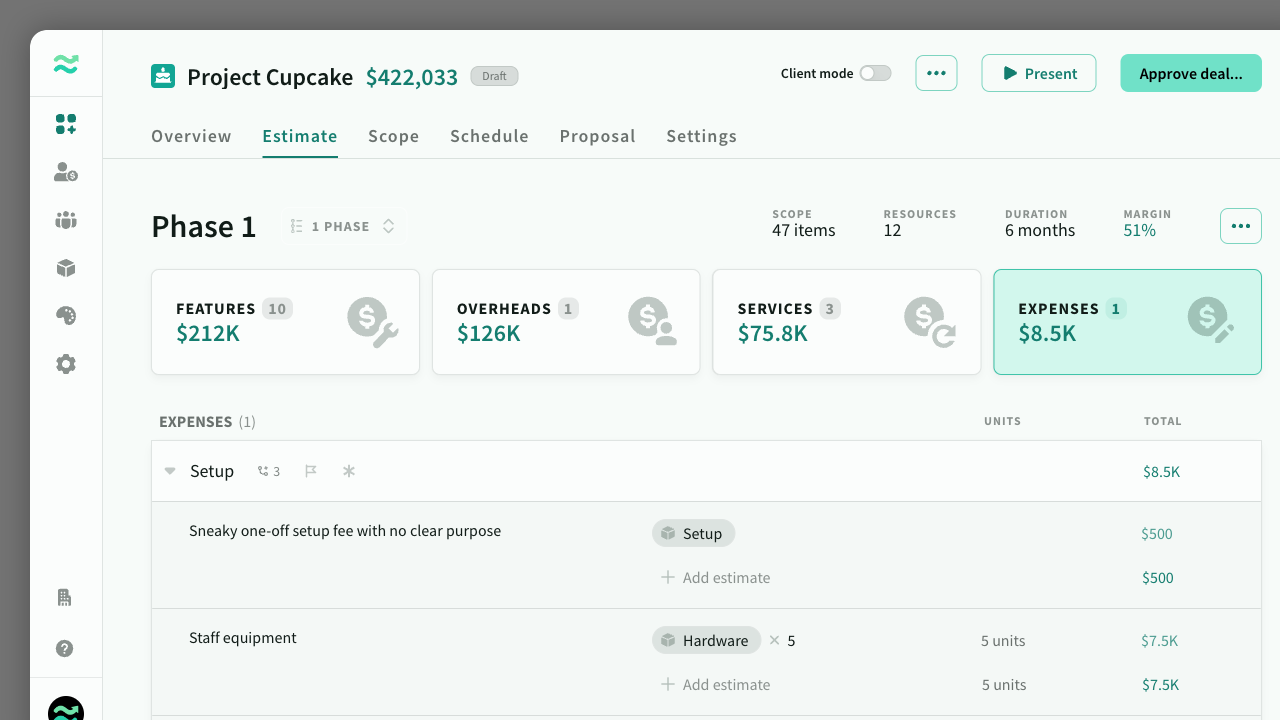 Project Cupcake $422,033 Draft
Client mode
Present
Approve deal...
Overview Estimate Scope Schedule Proposal Settings
Phase 1 1 PHASE
SCOPE RESOURCES DURATION MARGIN
47 items 12 6 months 51%
FEATURES 10 OVERHEADS 1 SERVICES 3 EXPENSES 1
$212K $126K $75.8K $8.5K
EXPENSES (1) UNITS TOTAL
Setup 3 $8.5K
Sneaky one-off setup fee with no clear purpose Setup $500
Add estimate $500
Staff equipment Hardware × 5 5 units $7.5K
Add estimate 5 units $7.5K